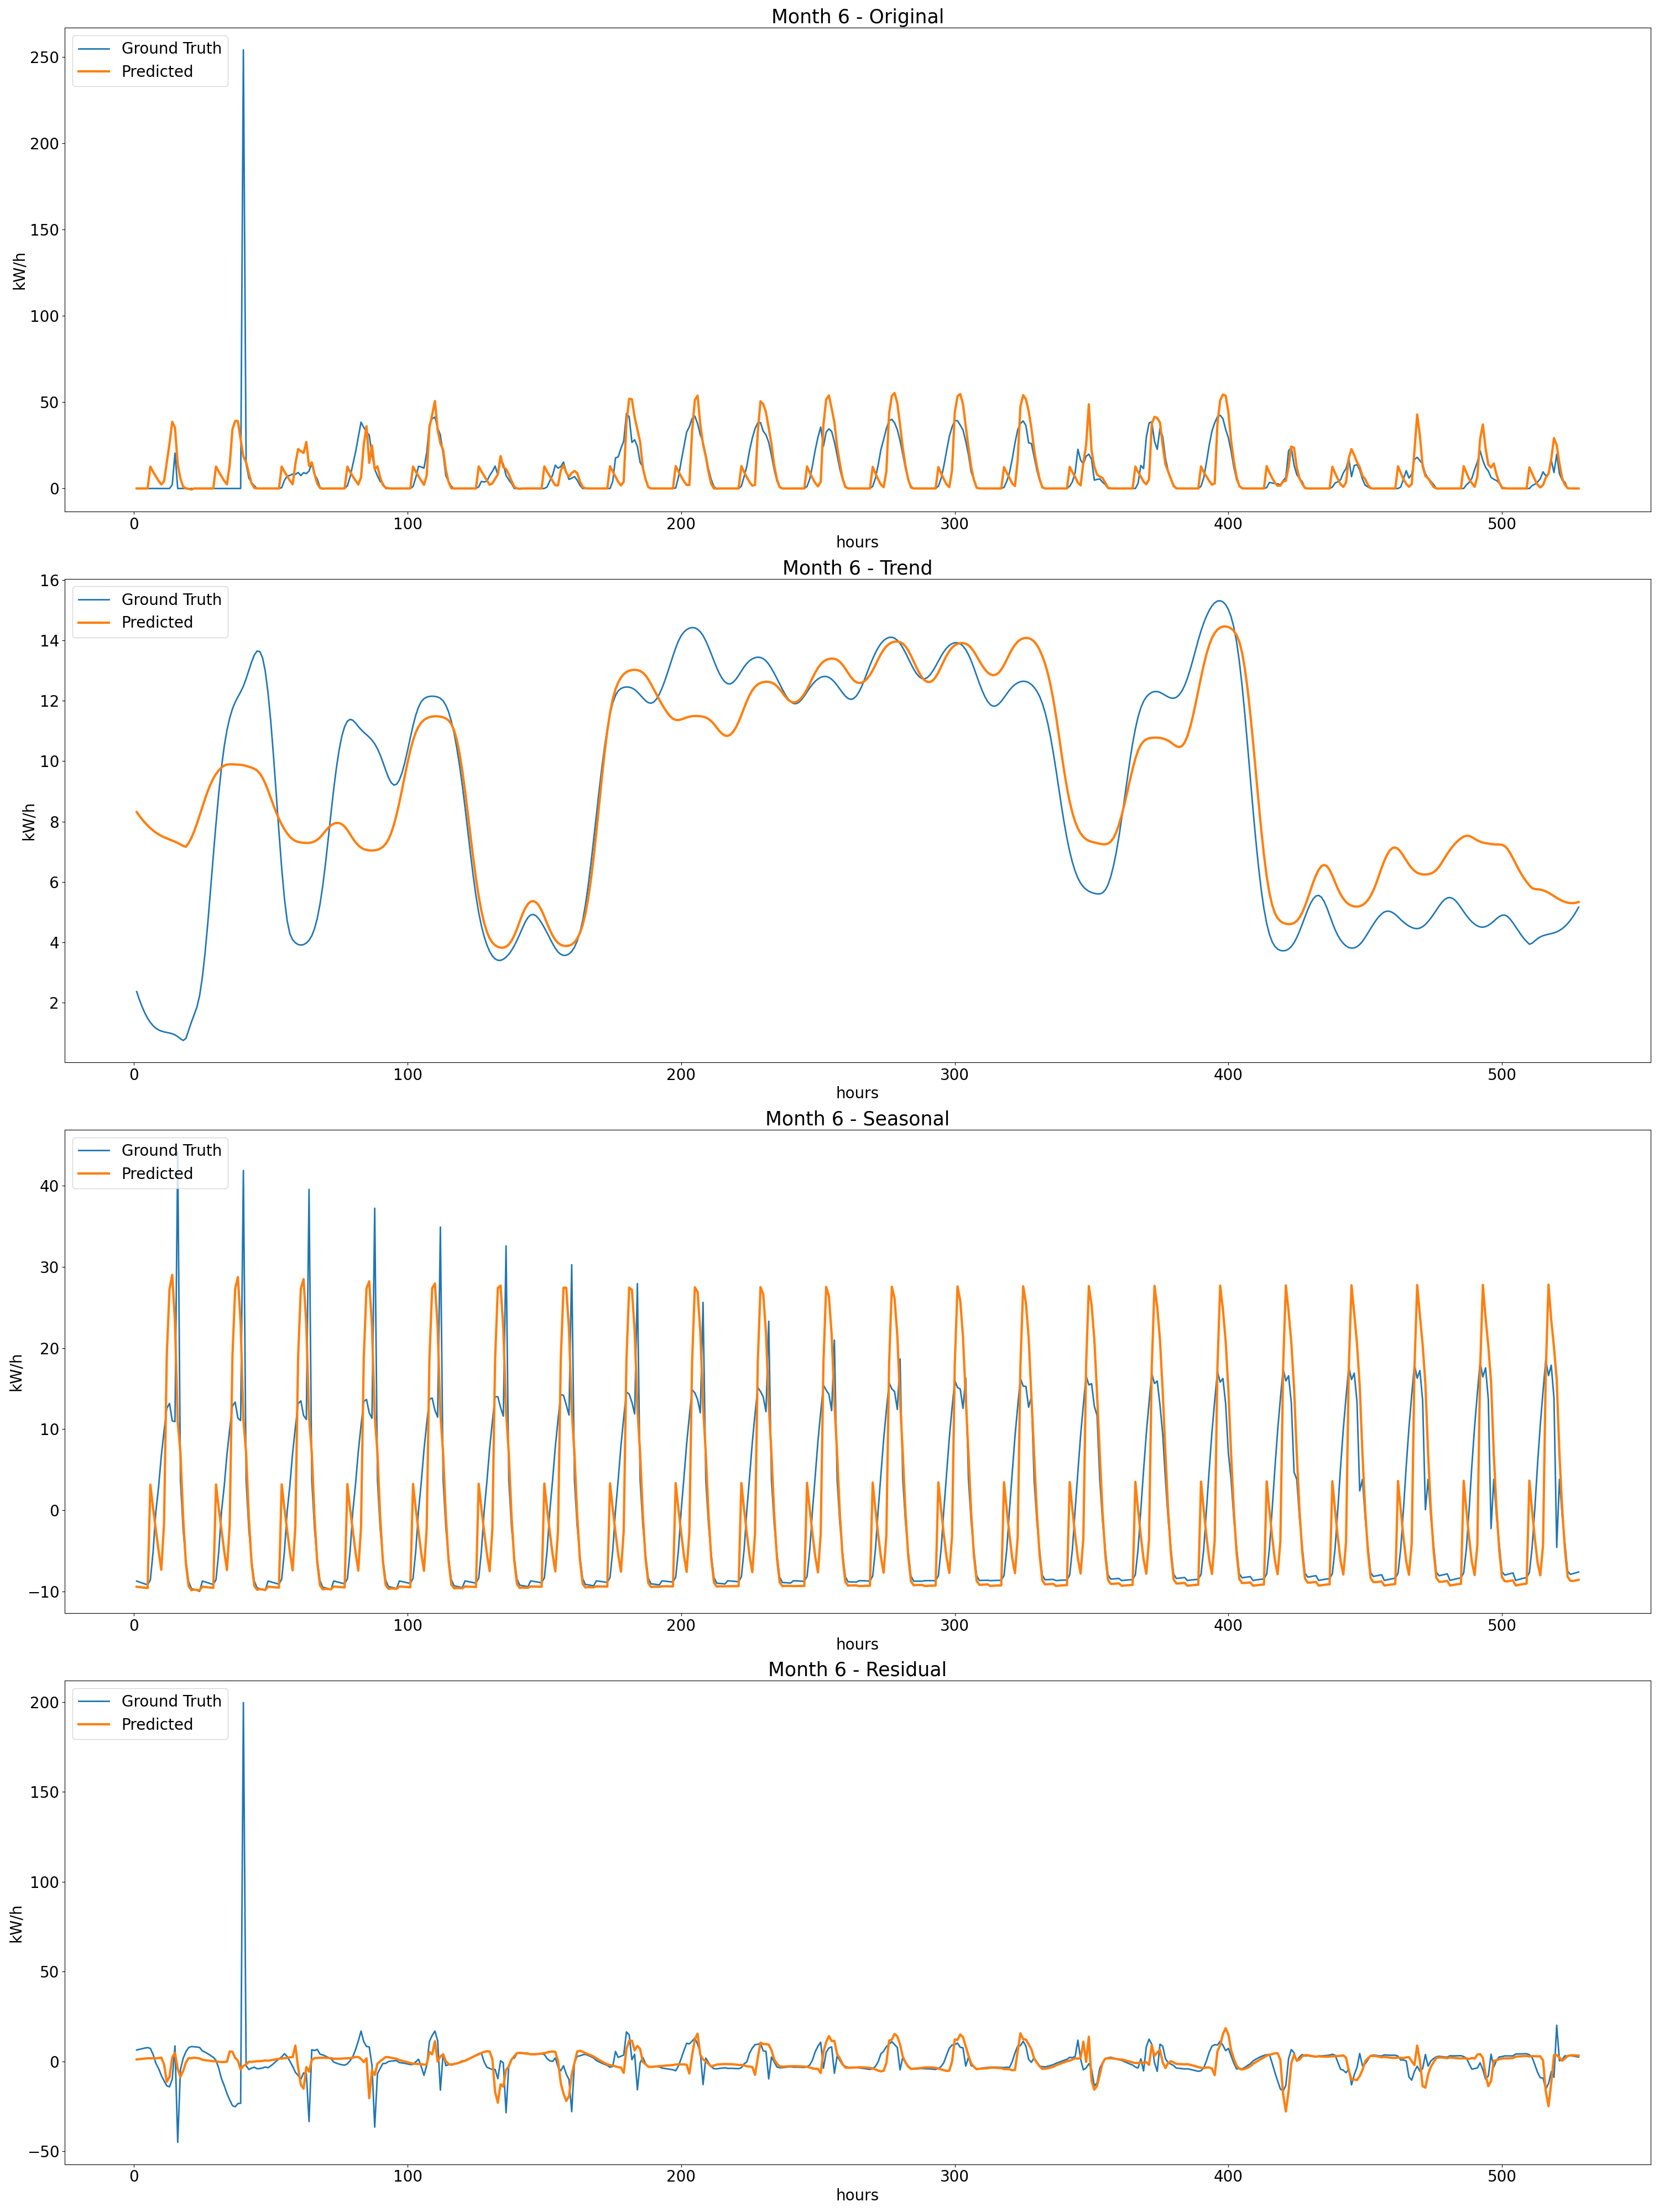 Month 6 - Original
Ground Truth
Predicted
kW/h
250
200
150
100
50
0
0 100 200 300 400 500
hours
Month 6 - Trend
Ground Truth
Predicted
kW/h
16
14
12
10
8
6
4
2
0 100 200 300 400 500
hours
Month 6 - Seasonal
Ground Truth
Predicted
kW/h
40
30
20
10
0
−10
0 100 200 300 400 500
hours
Month 6 - Residual
Ground Truth
Predicted
kW/h
200
150
100
50
0
−50
0 100 200 300 400 500
hours